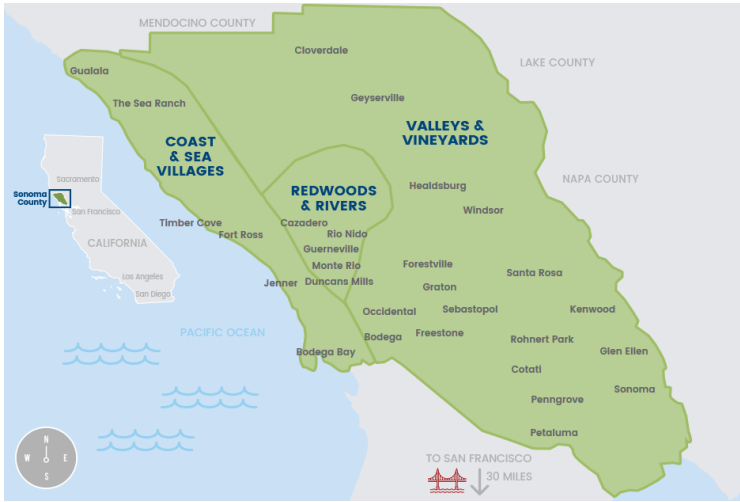 MENDOCINO COUNTY
Cloverdale
LAKE COUNTY
Gualala
Geyserville
The Sea Ranch
VALLEYS &
VINEYARDS
COAST
& SEA
VILLAGES
Sacramento
NAPA COUNTY
REDWOODS
& RIVERS
Healdsburg
Sonoma
County
San Francisco
Windsor
Timber Cove
Cazadero
Fort Ross
Rio Nido
CALIFORNIA
Guerneville
Monte Rio
Forestville
Santa Rosa
Los Angeles
Jenner
Duncans Mills
Graton
San Diego
Occidental
Sebastopol
Kenwood
PACIFIC OCEAN
Bodega
Freestone
Rohnert Park
Bodega Bay
Glen Ellen
Cotati
Sonoma
Penngrove
Petaluma
N
W E
S
TO SAN FRANCISCO
30 MILES